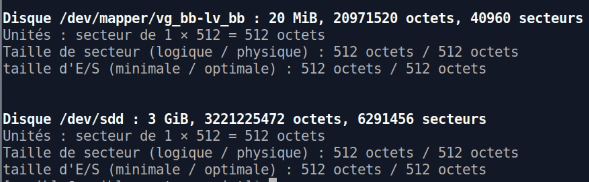 Disque /dev/mapper/vg_bb-lv_bb : 20 MiB, 20971520 octets, 40960 secteurs
Unités : secteur de 1 × 512 = 512 octets
Taille de secteur (logique / physique) : 512 octets / 512 octets
taille d'E/S (minimale / optimale) : 512 octets / 512 octets
Disque /dev/sdd : 3 GiB, 3221225472 octets, 6291456 secteurs
Unités : secteur de 1 × 512 = 512 octets
Taille de secteur (logique / physique) : 512 octets / 512 octets
taille d'E/S (minimale / optimale) : 512 octets / 512 octets